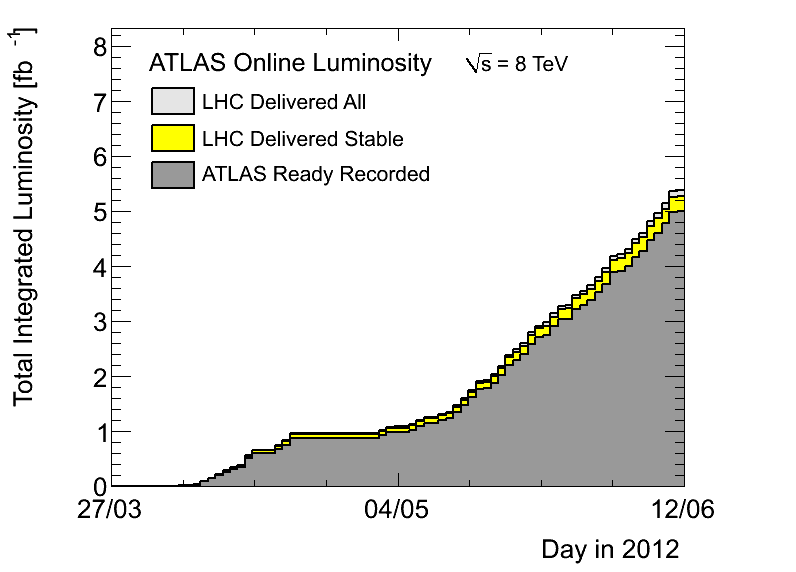 Total Integrated Luminosity [fb⁻¹]
8
7
6
5
4
3
2
1
0
ATLAS Online Luminosity √s = 8 TeV
LHC Delivered All
LHC Delivered Stable
ATLAS Ready Recorded
27/03 04/05 12/06
Day in 2012